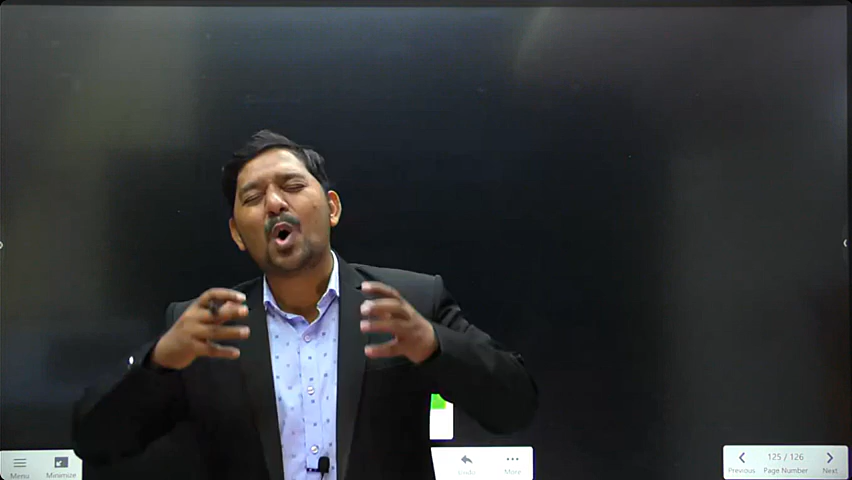 Menu
Minimize
Undo
More
125 / 126
Previous
Page Number
Next